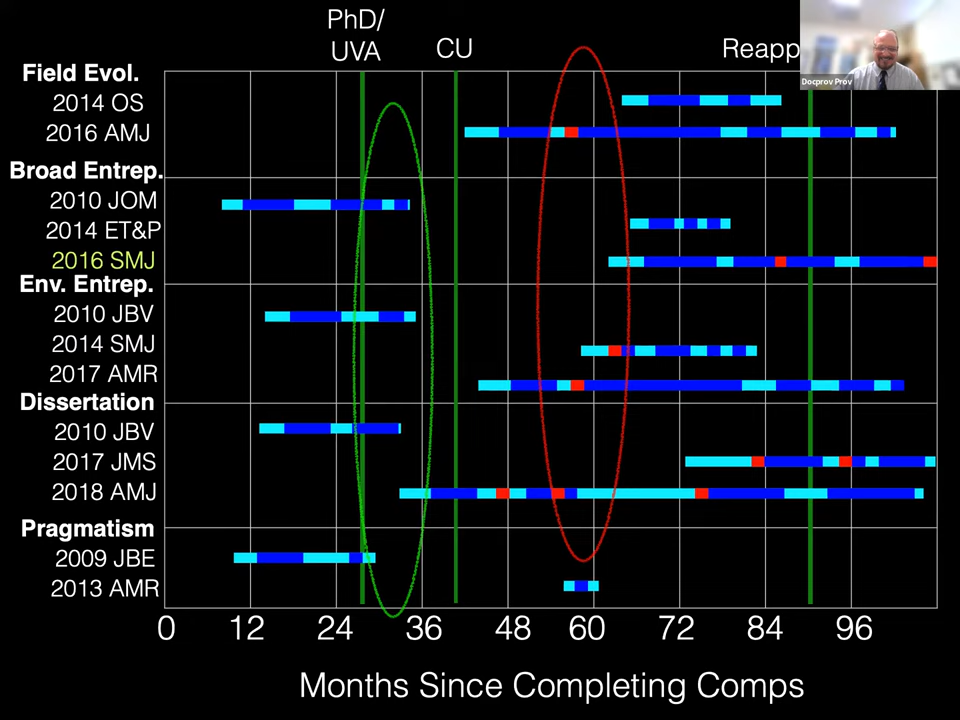 PhD/
UVA
CU
Reapp
Docprov Prov
Field Evol.
2014 OS
2016 AMJ
Broad Entrep.
2010 JOM
2014 ET&P
2016 SMJ
Env. Entrep.
2010 JBV
2014 SMJ
2017 AMR
Dissertation
2010 JBV
2017 JMS
2018 AMJ
Pragmatism
2009 JBE
2013 AMR
0 12 24 36 48 60 72 84 96
Months Since Completing Comps